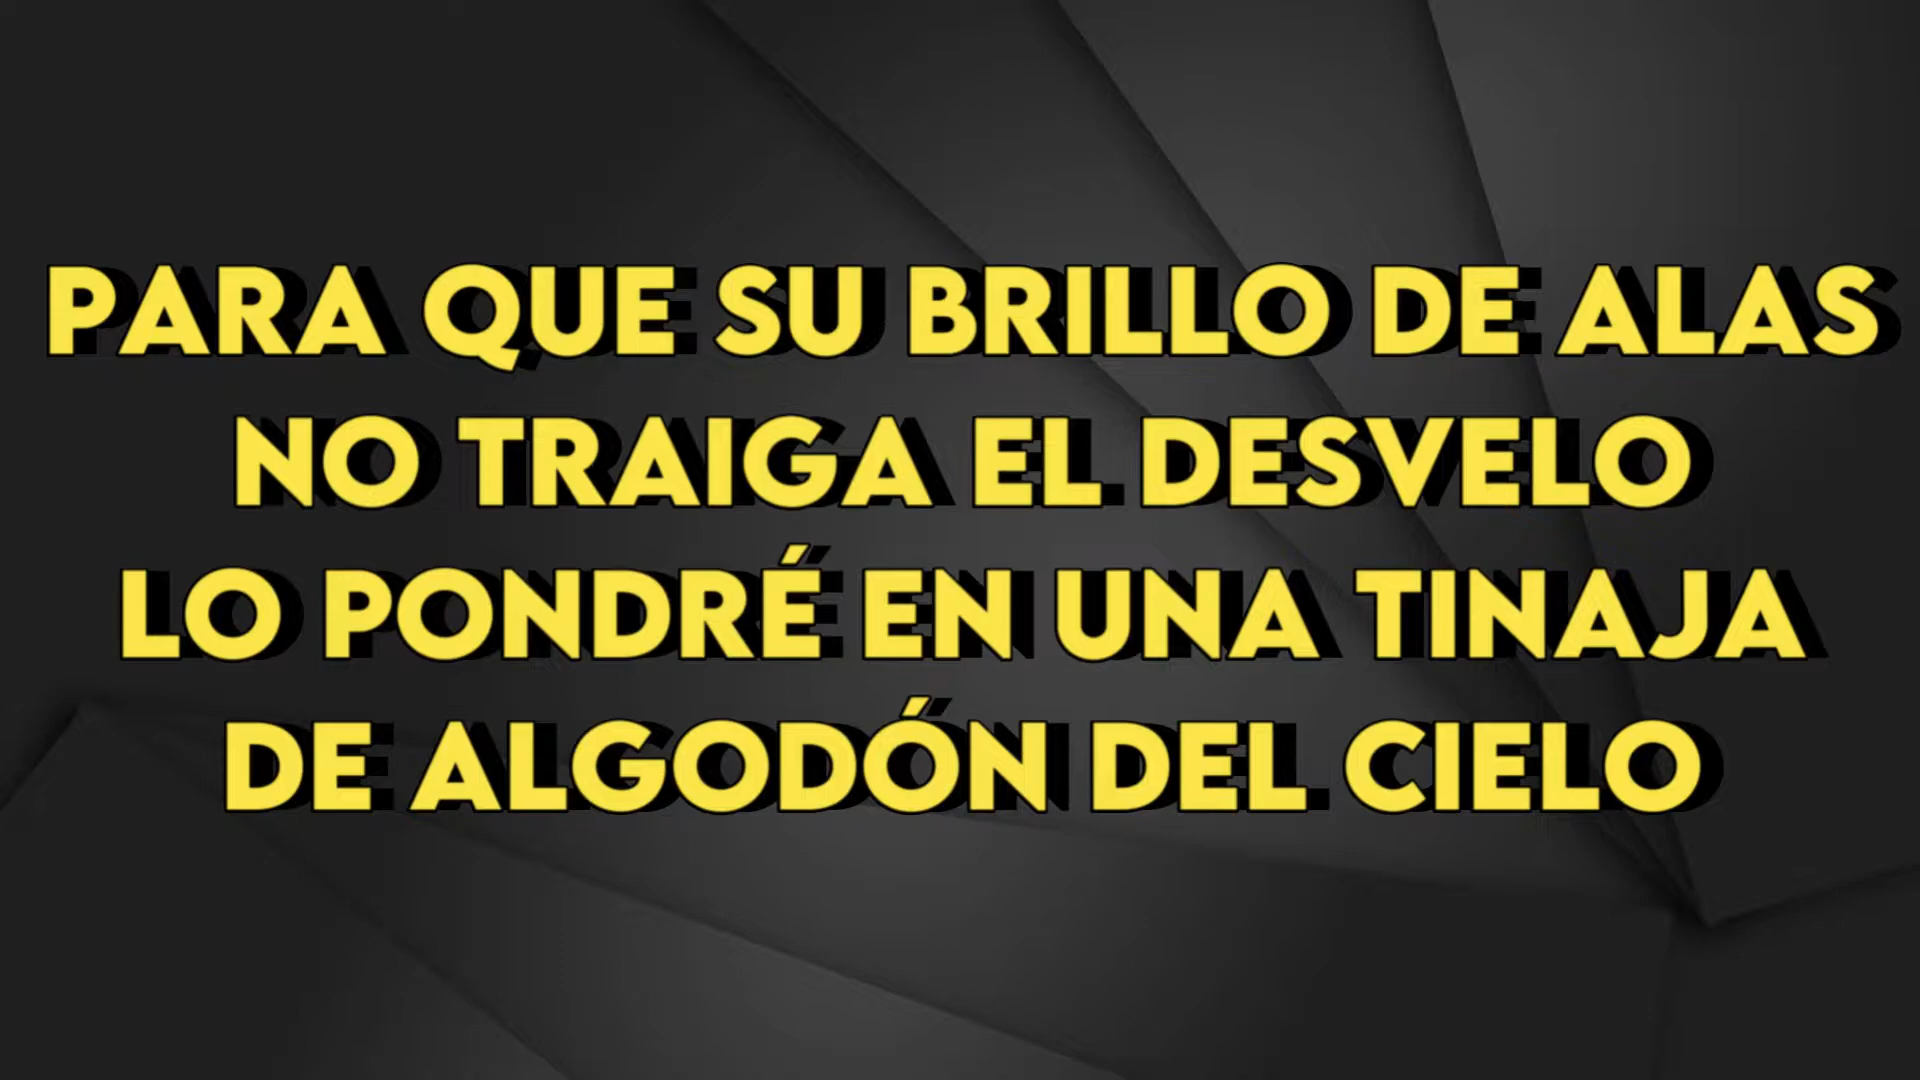 PARA QUE SU BRILLO DE ALAS
NO TRAIGA EL DESVELO
LO PONDRÉ EN UNA TINAJA
DE ALGODÓN DEL CIELO